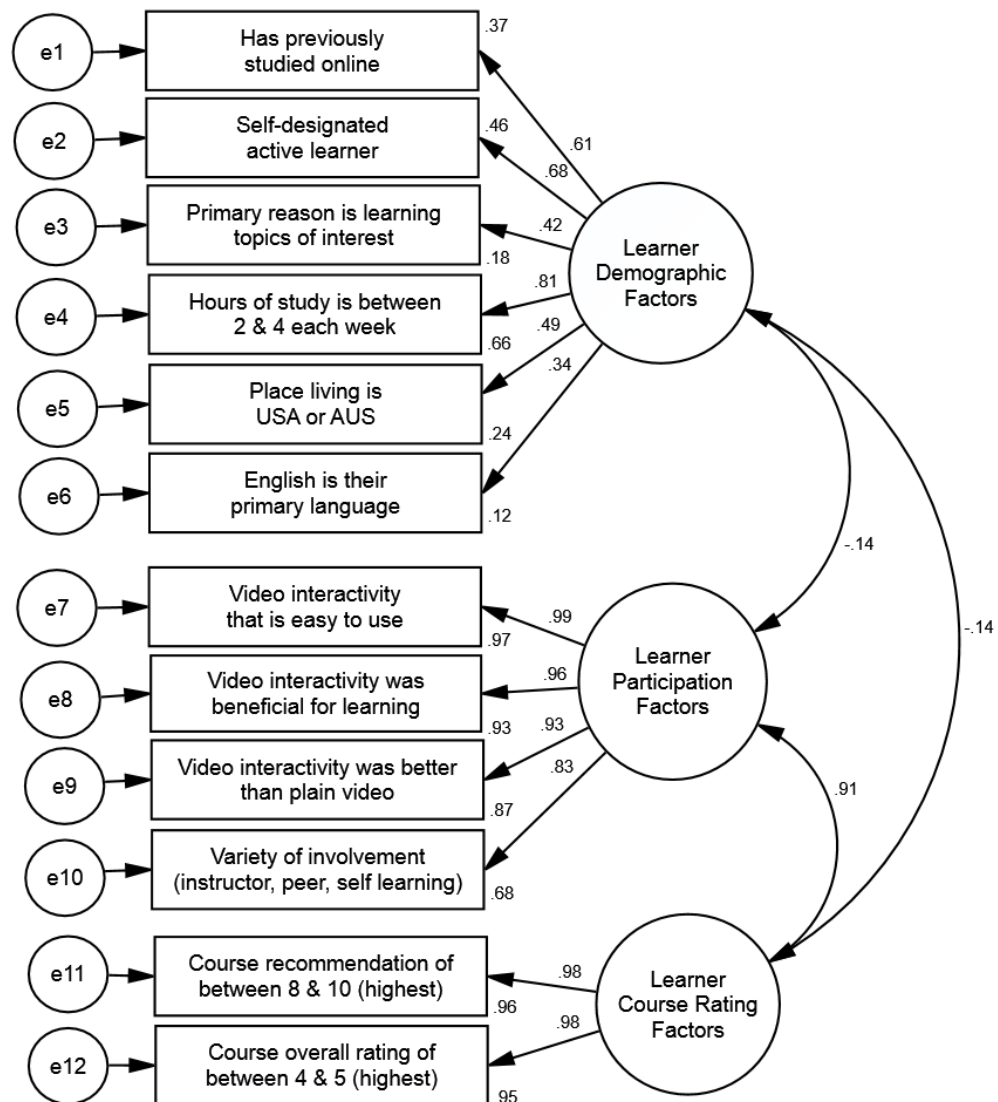 e1
Has previously
studied online
.37
e2
Self-designated
active learner
.46
.61
.68
e3
Primary reason is learning
topics of interest
.18
.42
Learner
Demographic
Factors
e4
Hours of study is between
2 & 4 each week
.66
.81
e5
Place living is
USA or AUS
.24
.49
e6
English is their
primary language
.12
.34
-.14
-.14
e7
Video interactivity
that is easy to use
.97
.99
e8
Video interactivity was
beneficial for learning
.93
.96
Learner
Participation
Factors
e9
Video interactivity was better
than plain video
.87
.93
e10
Variety of involvement
(instructor, peer, self learning)
.68
.83
.91
e11
Course recommendation of
between 8 & 10 (highest)
.96
.98
Learner
Course Rating
Factors
e12
Course overall rating of
between 4 & 5 (highest)
.95
.98